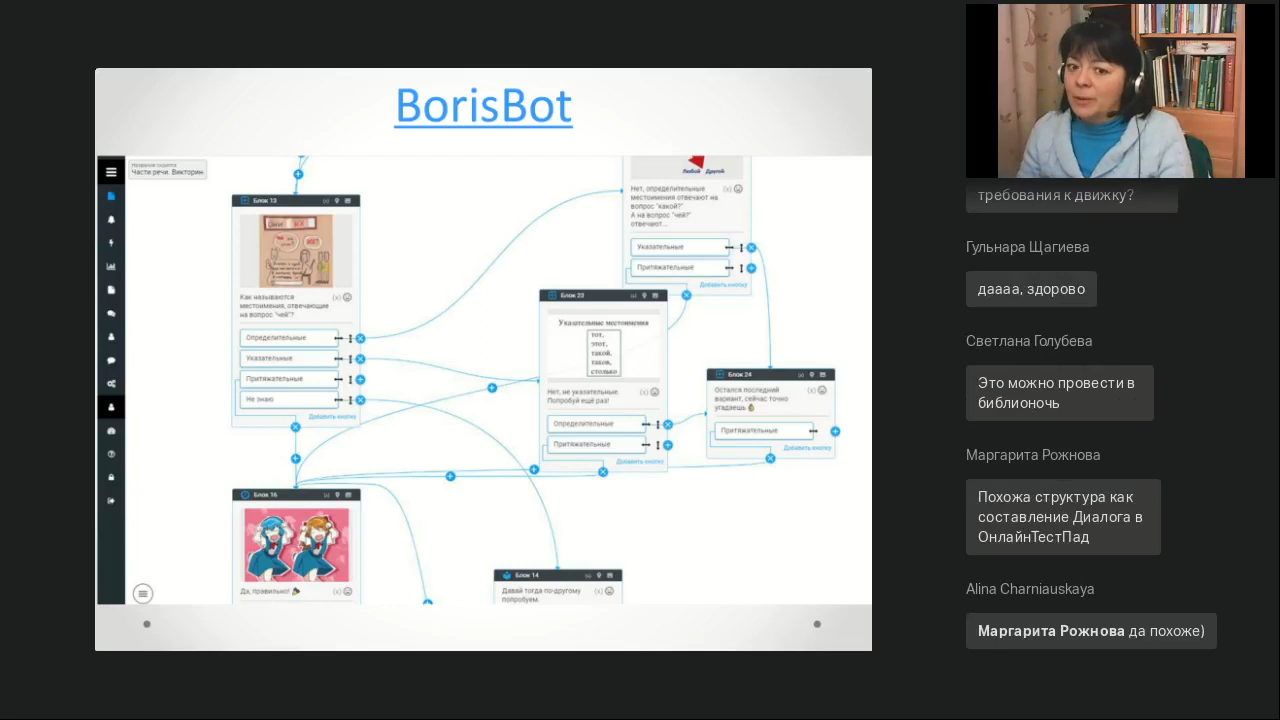 BorisBot
Название скрипта
Части речи. Викторин
Блок 13
Как называются
местоимения, отвечающие
на вопрос "чей"?
Определительные
Указательные
Притяжательные
Не знаю
Добавить кнопку
Любой Другой
Нет, определительные
местоимения отвечают на
вопрос "какой?"
А на вопрос "чей?"
отвечают...
Указательные
Притяжательные
Добавить кнопку
Блок 23
Указательные местоимения
тот,
этот,
такой,
таков,
столько
Нет, не указательные.
Попробуй ещё раз!
Определительные
Притяжательные
Добавить кнопку
Блок 24
Остался последний
вариант, сейчас точно
угадаешь
Притяжательные
Добавить кнопку
Блок 16
Да, правильно!
Блок 14
Давай тогда по-другому
попробуем.
требования к движку?
Гульнара Щагиева
даааа, здорово
Светлана Голубева
Это можно провести в
библионочь
Маргарита Рожнова
Похожа структура как
составление Диалога в
ОнлайнТестПад
Alina Charniauskaya
Маргарита Рожнова да похоже)